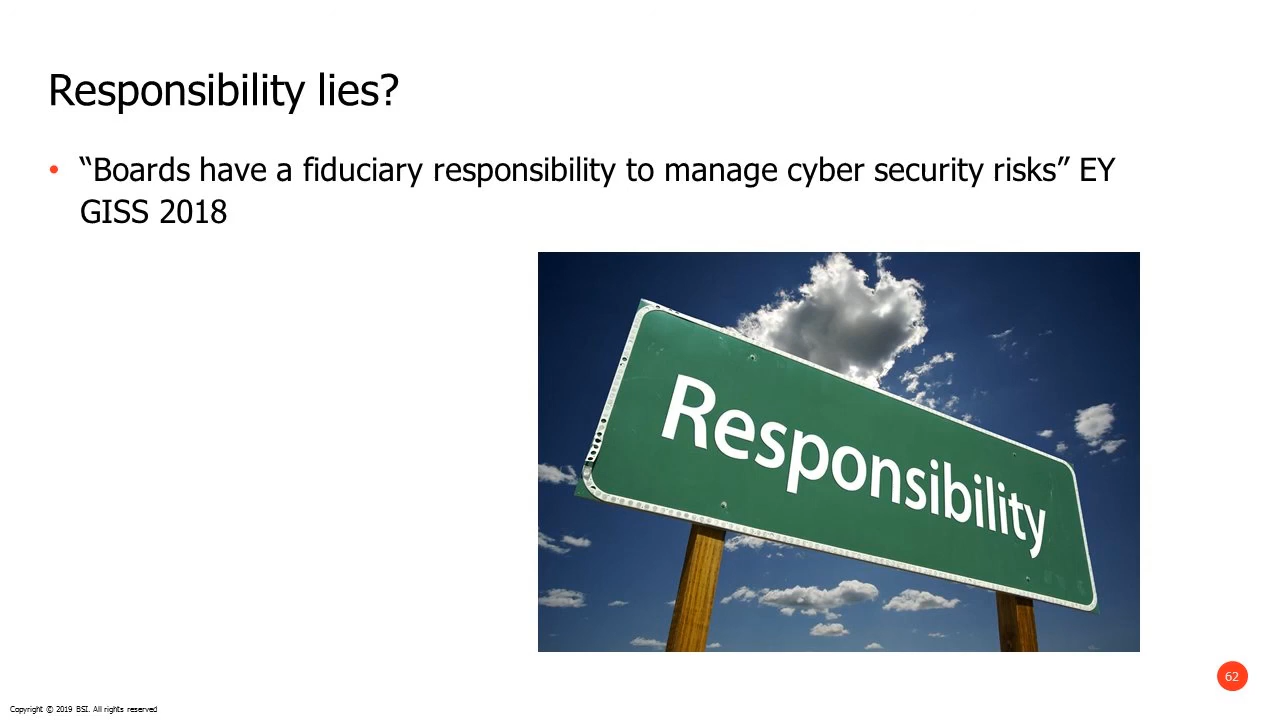 Responsibility lies?
• “Boards have a fiduciary responsibility to manage cyber security risks” EY
GISS 2018
Responsibility
62
Copyright © 2019 BSI. All rights reserved